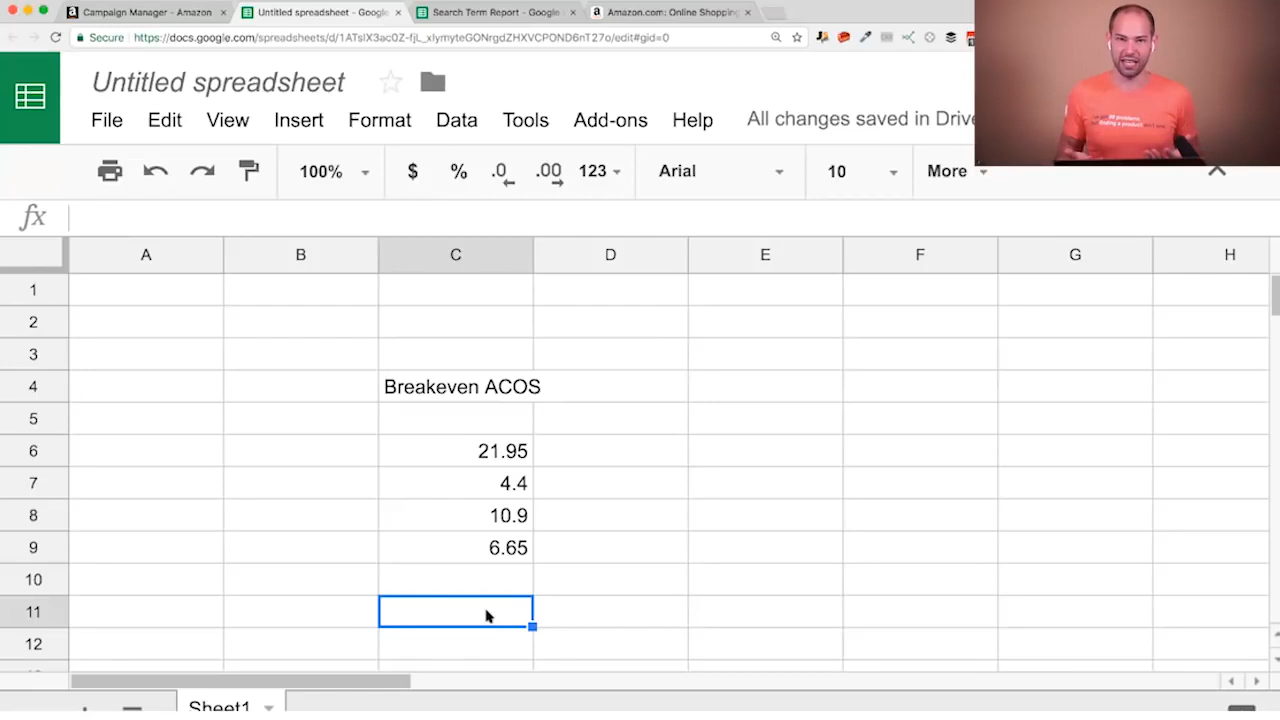 Campaign Manager - Amazon
Untitled spreadsheet - Google
Search Term Report - Google
Amazon.com: Online Shopping
Secure
Untitled spreadsheet
File Edit View Insert Format Data Tools Add-ons Help All changes saved in Drive
100% $ % .0 .00 123 Arial 10 More
fx
A B C D E F G H
1
2
3
4 Breakeven ACOS
5
6 21.95
7 4.4
8 10.9
9 6.65
10
11
12
Sheet1